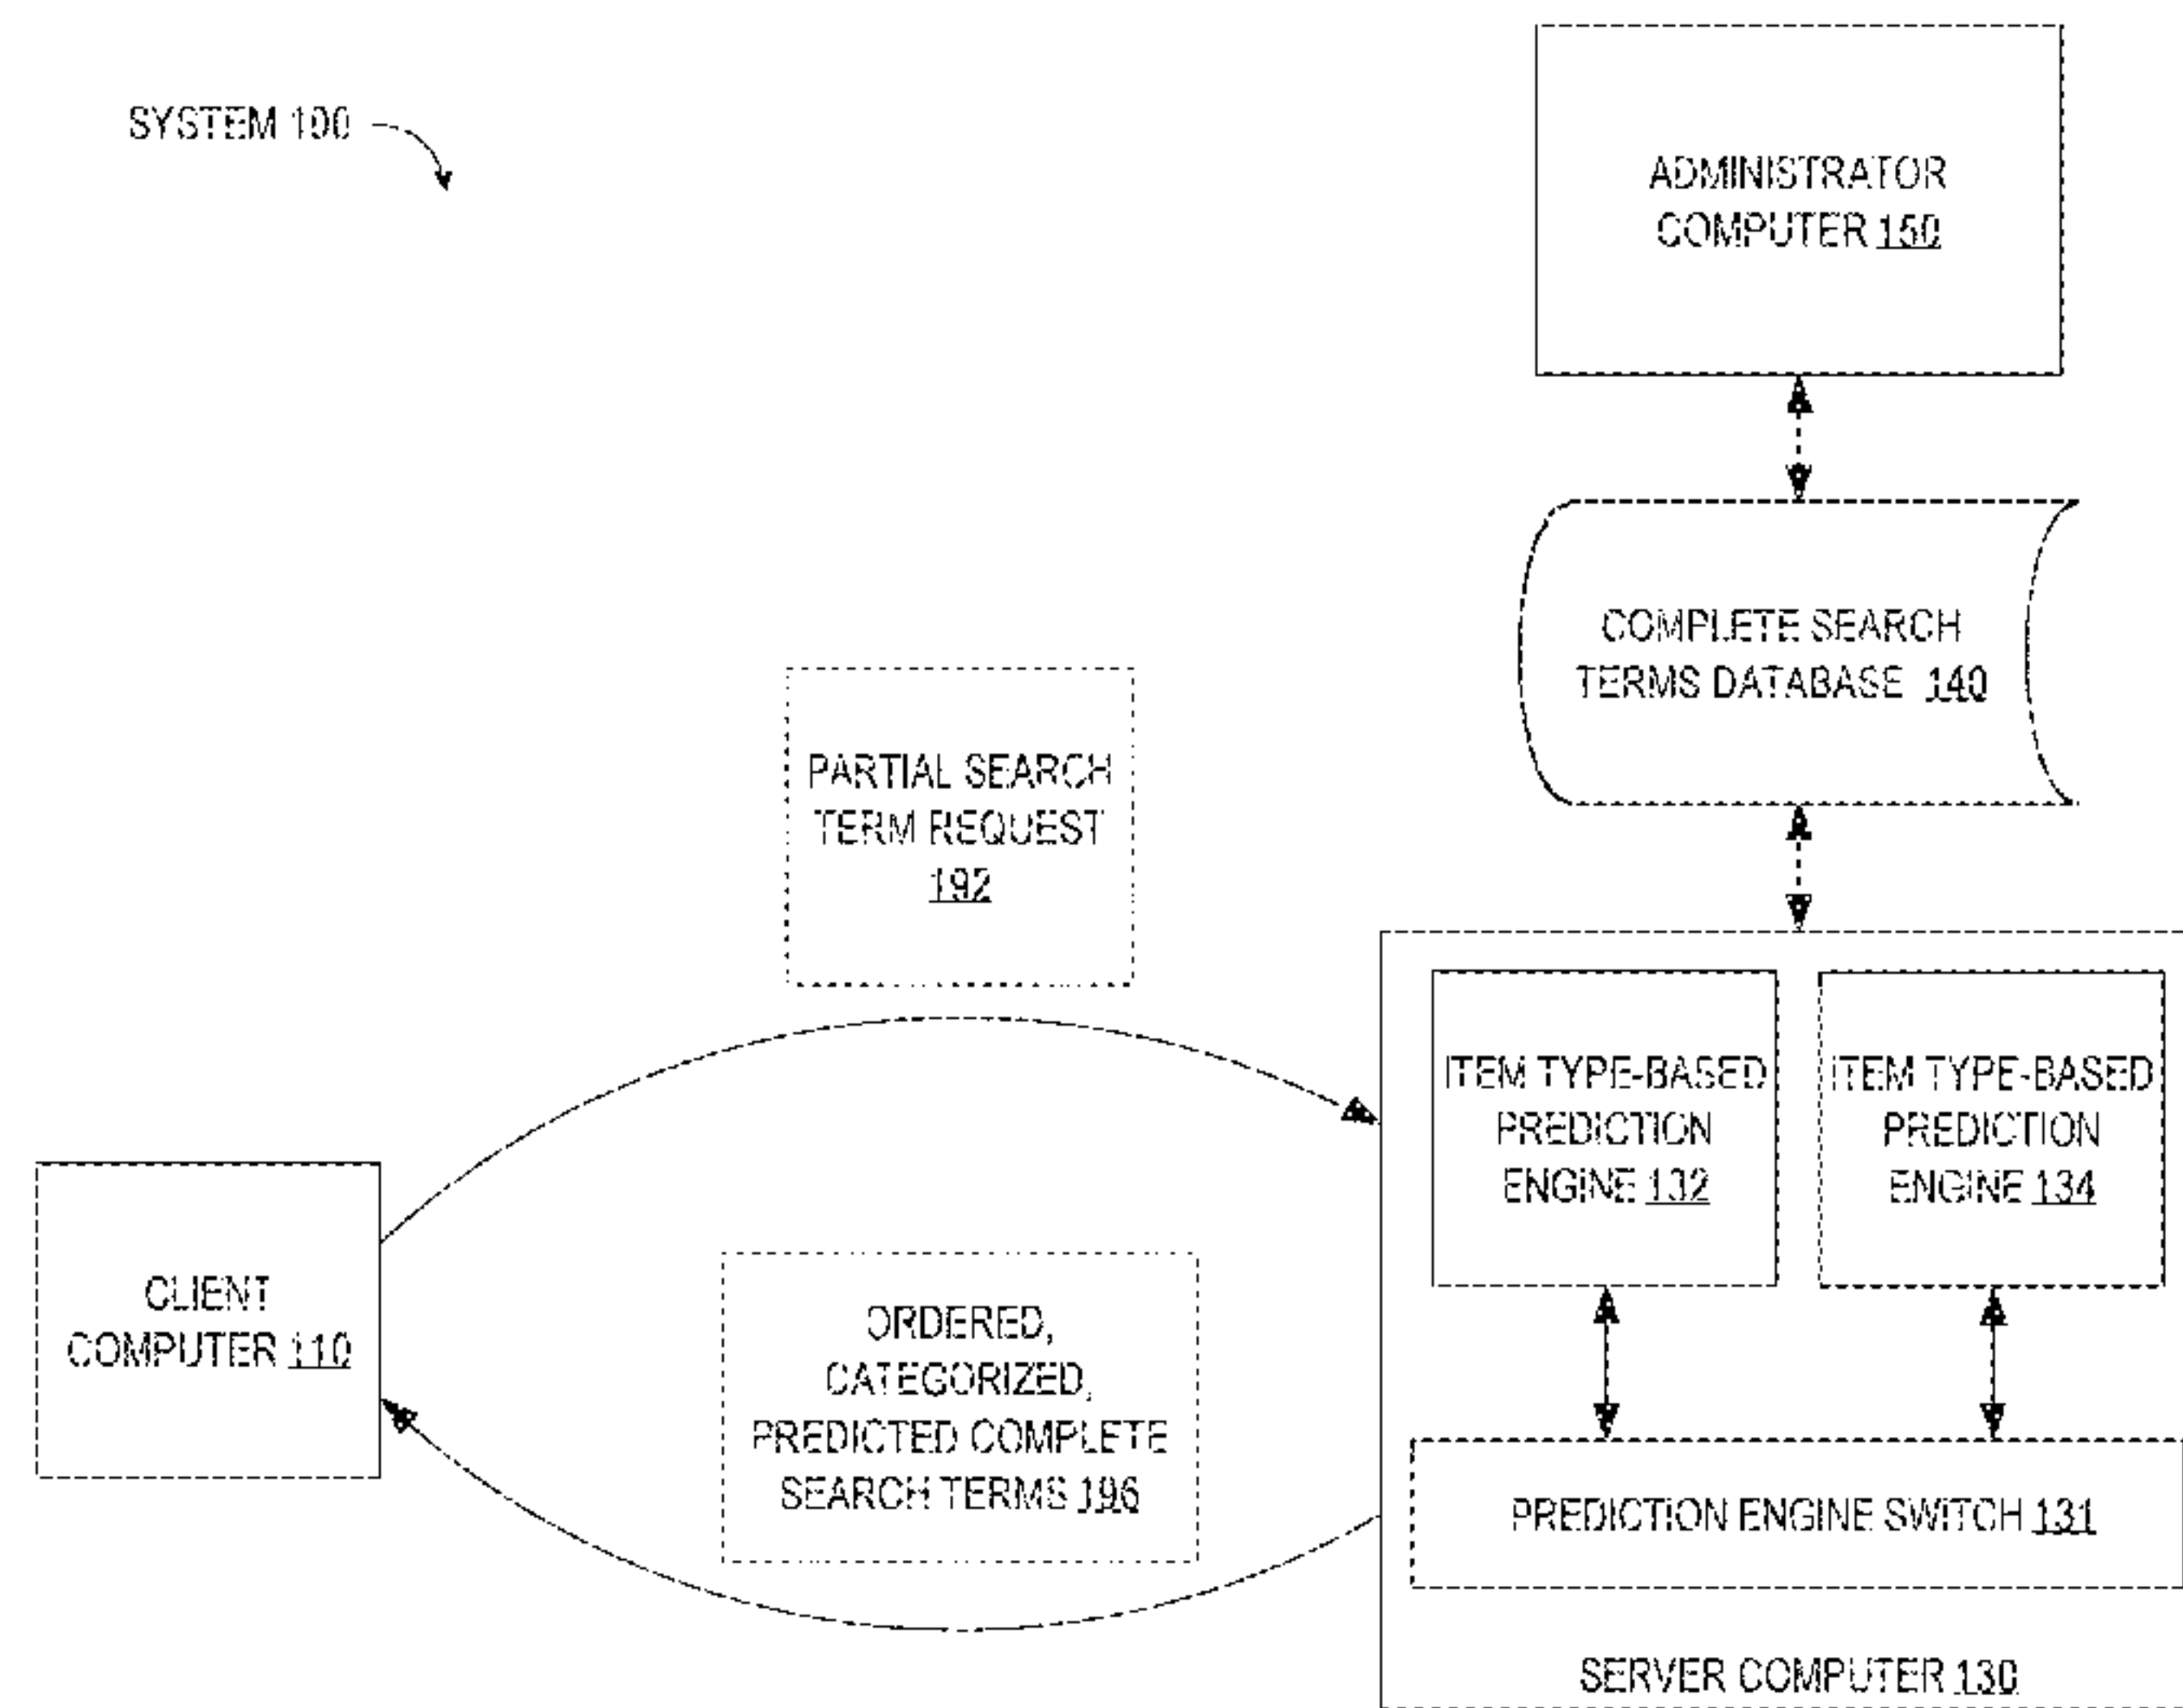 SYSTEM 100
ADMINISTRATOR
COMPUTER 150
COMPLETE SEARCH
TERMS DATABASE 140
PARTIAL SEARCH
TERM REQUEST
192
ITEM TYPE-BASED
PREDICTION
ENGINE 132
ITEM TYPE-BASED
PREDICTION
ENGINE 134
CLIENT
COMPUTER 110
ORDERED,
CATEGORIZED,
PREDICTED COMPLETE
SEARCH TERMS 196
PREDICTION ENGINE SWITCH 131
SERVER COMPUTER 130